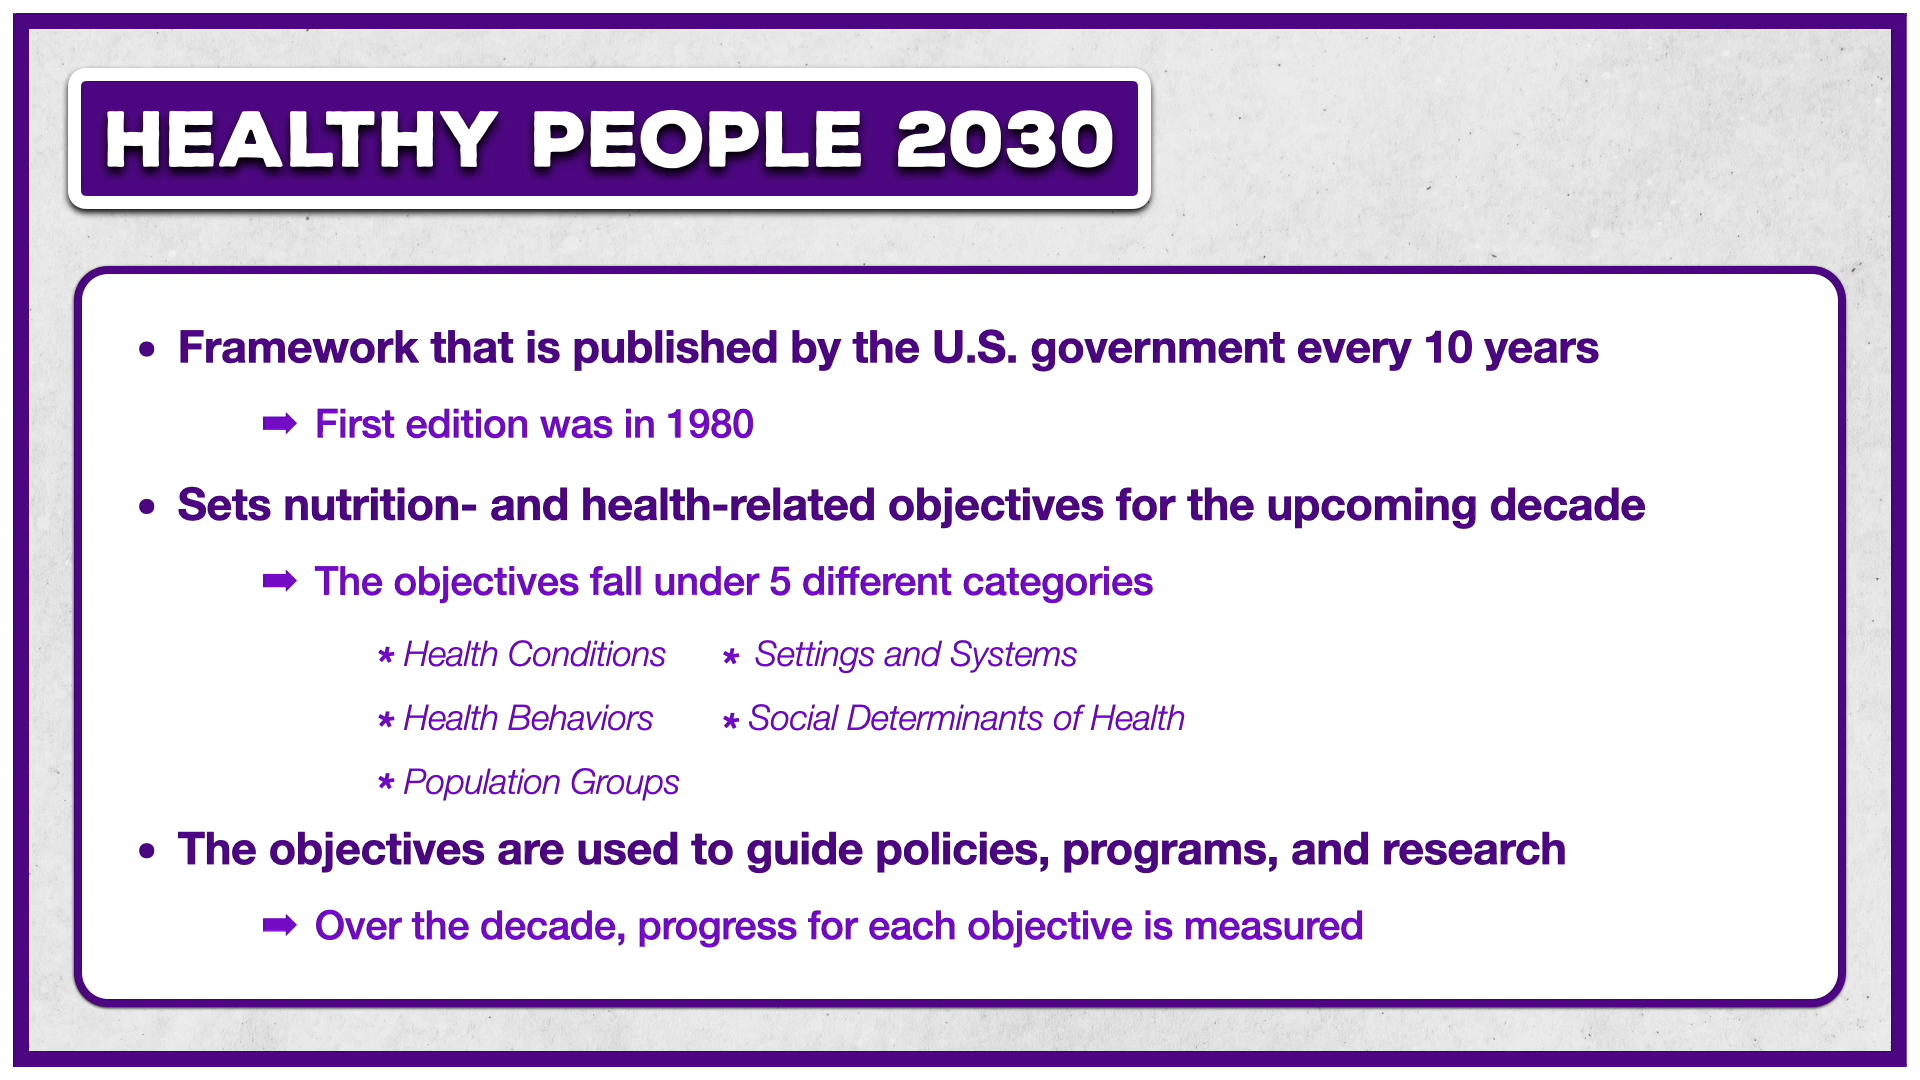 HEALTHY PEOPLE 2030
• Framework that is published by the U.S. government every 10 years
➡ First edition was in 1980
• Sets nutrition- and health-related objectives for the upcoming decade
➡ The objectives fall under 5 different categories
* Health Conditions * Settings and Systems
* Health Behaviors * Social Determinants of Health
* Population Groups
• The objectives are used to guide policies, programs, and research
➡ Over the decade, progress for each objective is measured